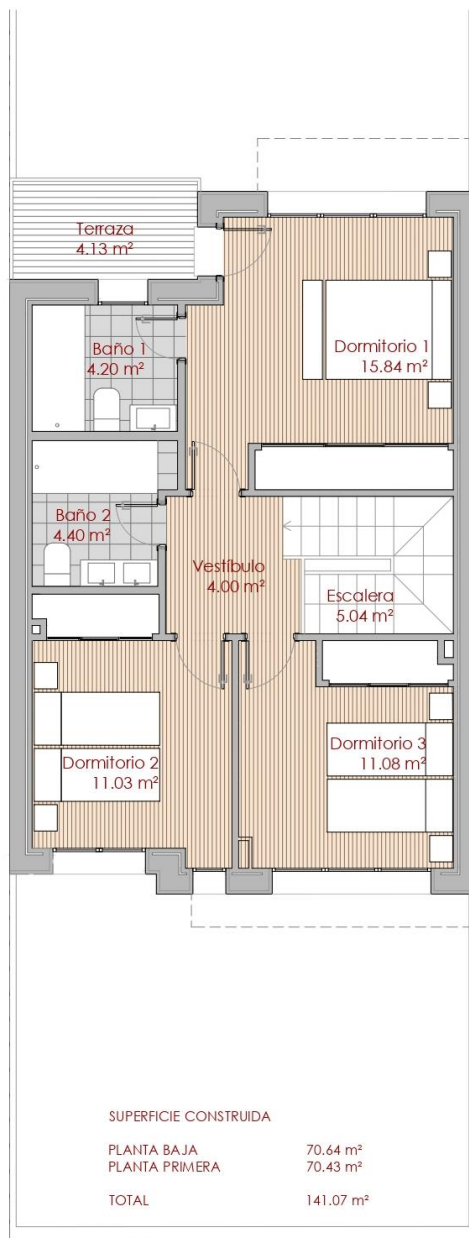 Terraza
4.13 m²
Baño 1
4.20 m²
Dormitorio 1
15.84 m²
Baño 2
4.40 m²
Vestíbulo
4.00 m²
Escalera
5.04 m²
Dormitorio 2
11.03 m²
Dormitorio 3
11.08 m²
SUPERFICIE CONSTRUIDA
PLANTA BAJA 70.64 m²
PLANTA PRIMERA 70.43 m²
TOTAL 141.07 m²